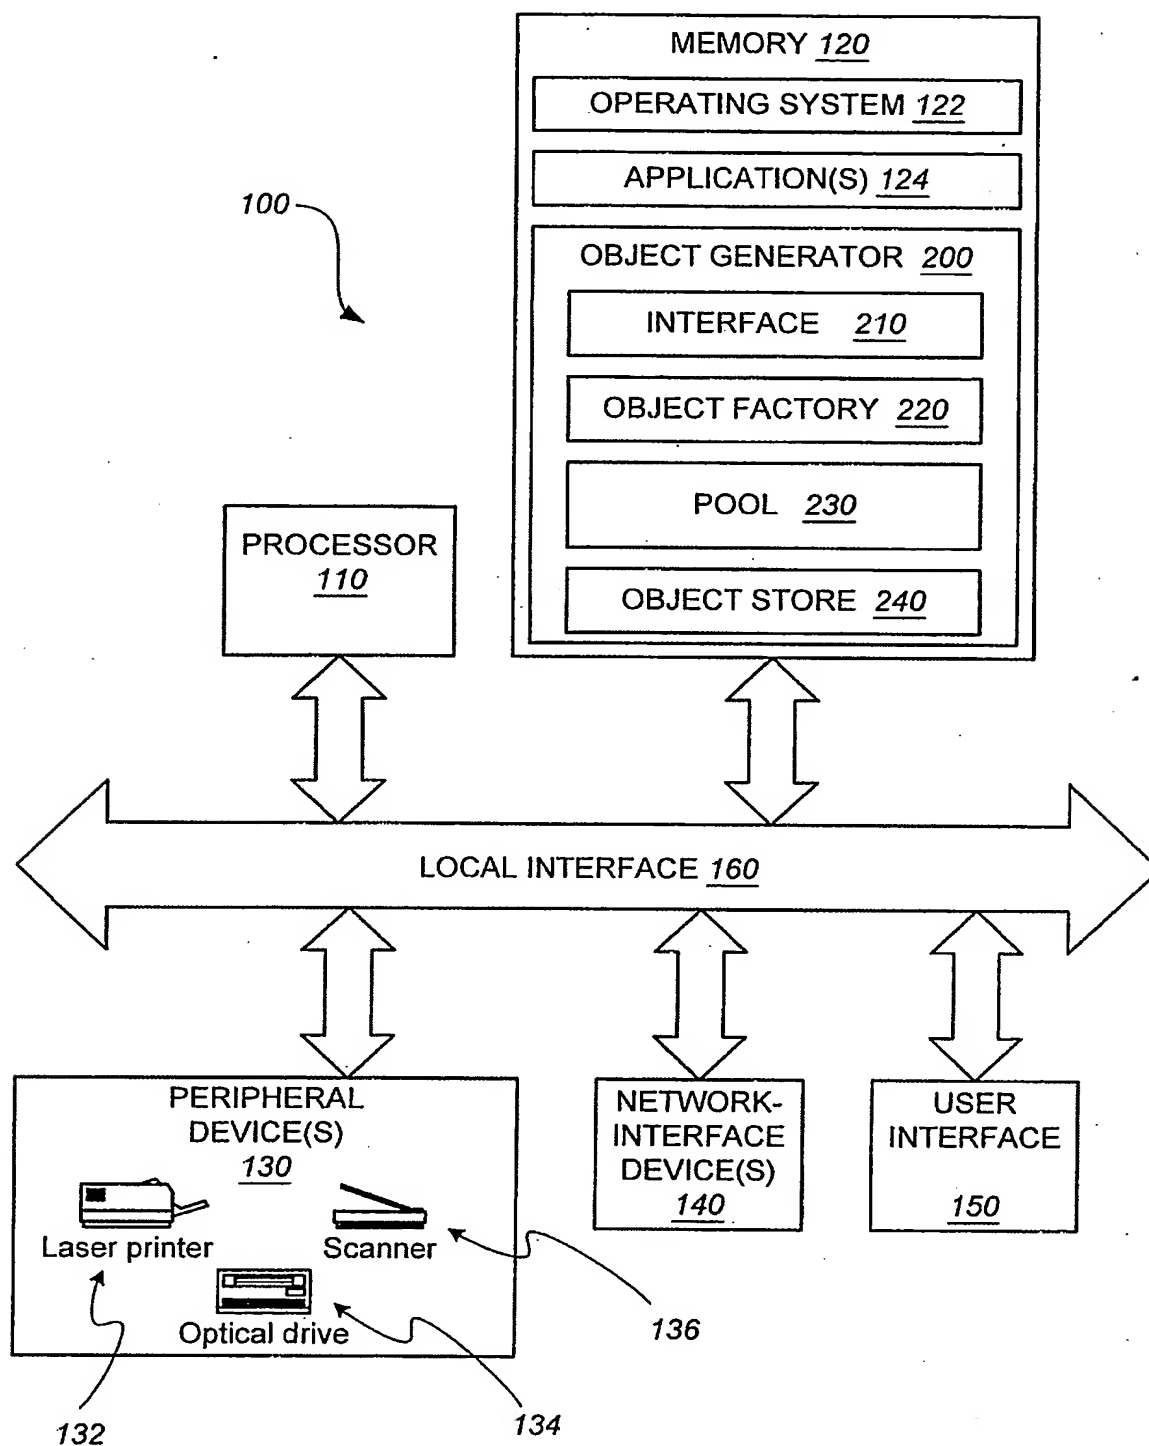 MEMORY 120
OPERATING SYSTEM 122
APPLICATION(S) 124
100
OBJECT GENERATOR 200
INTERFACE 210
OBJECT FACTORY 220
POOL 230
OBJECT STORE 240
PROCESSOR
110
LOCAL INTERFACE 160
PERIPHERAL
DEVICE(S)
130
Laser printer
Scanner
Optical drive
NETWORK-
INTERFACE
DEVICE(S)
140
USER
INTERFACE
150
136
132
134